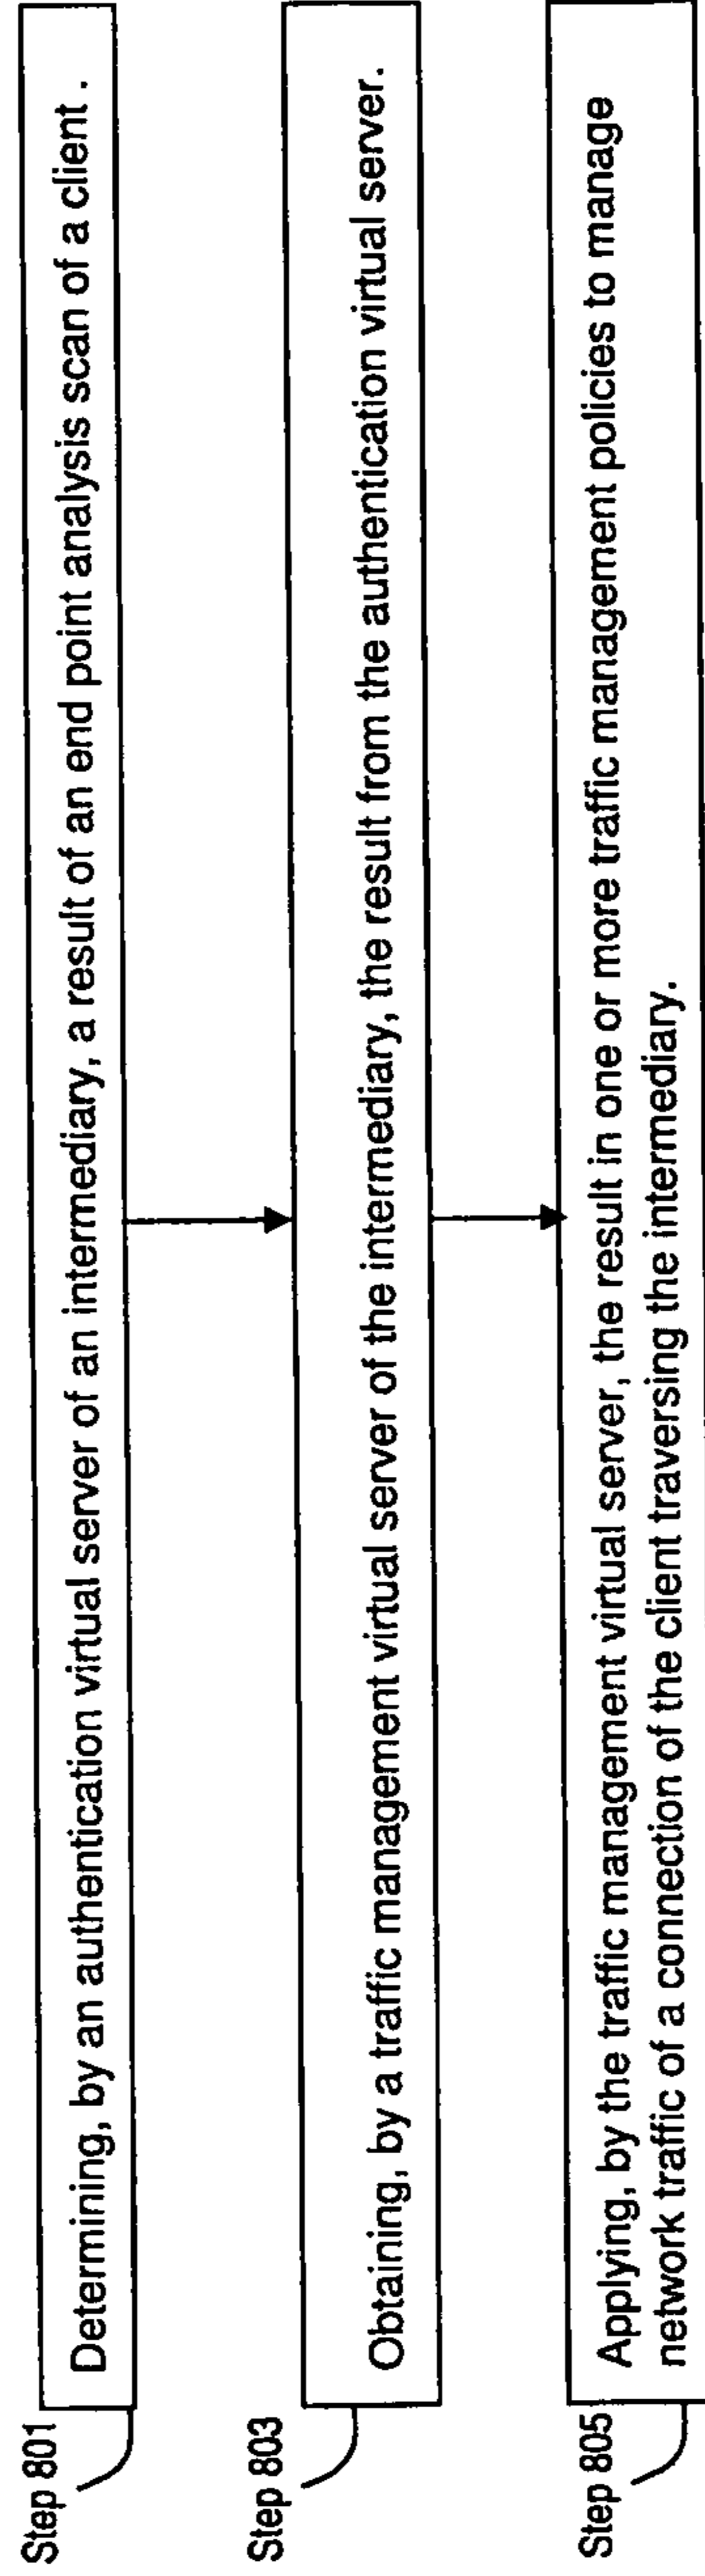 Step 801
Determining, by an authentication virtual server of an intermediary, a result of an end point analysis scan of a client .
Step 803
Obtaining, by a traffic management virtual server of the intermediary, the result from the authentication virtual server.
Step 805
Applying, by the traffic management virtual server, the result in one or more traffic management policies to manage
network traffic of a connection of the client traversing the intermediary.